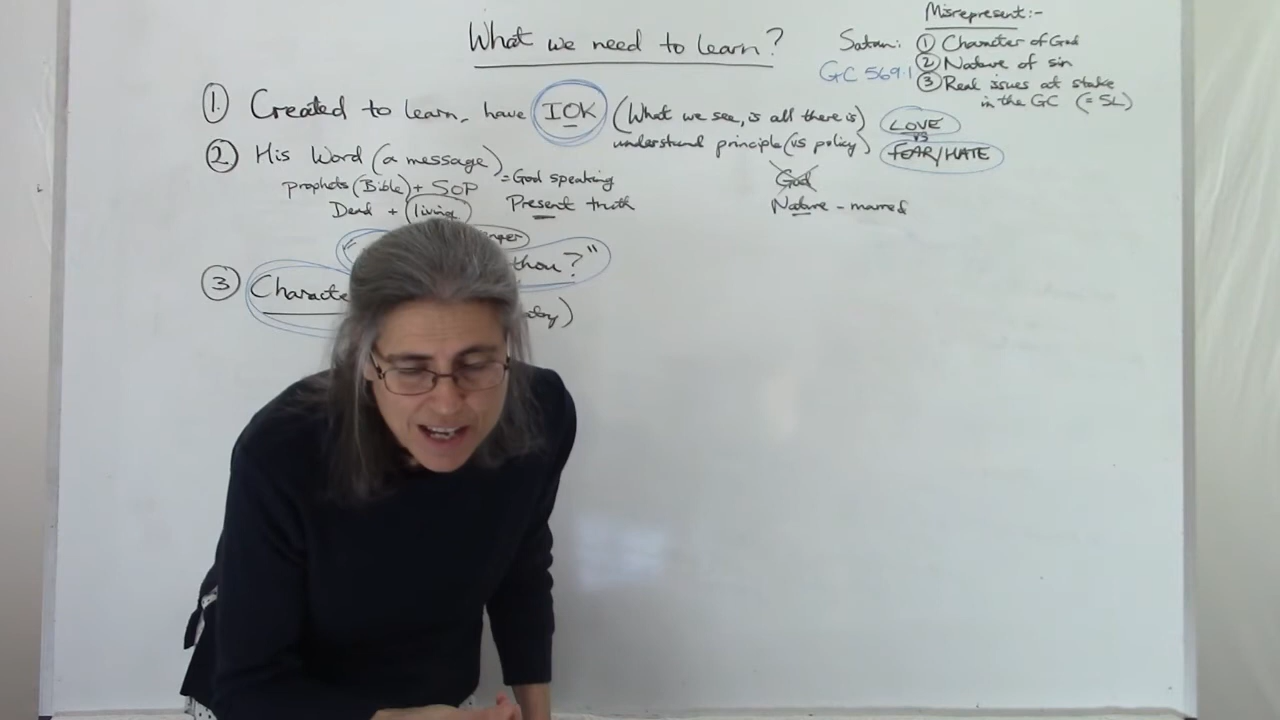 What we need to learn?
Misrepresent:-
Satan: ① Character of God
GC 569.1 ② Nature of sin
③ Real issues at stake
in the GC (= SL)
① Created to learn, have IOK (What we see, is all there is)
understand principle (vs policy)
LOVE
vs
FEAR/HATE
② His Word (a message) = God speaking
prophets (Bible) + SoP
Dead + living
Present truth
God
Nature - marred
thou?"
③